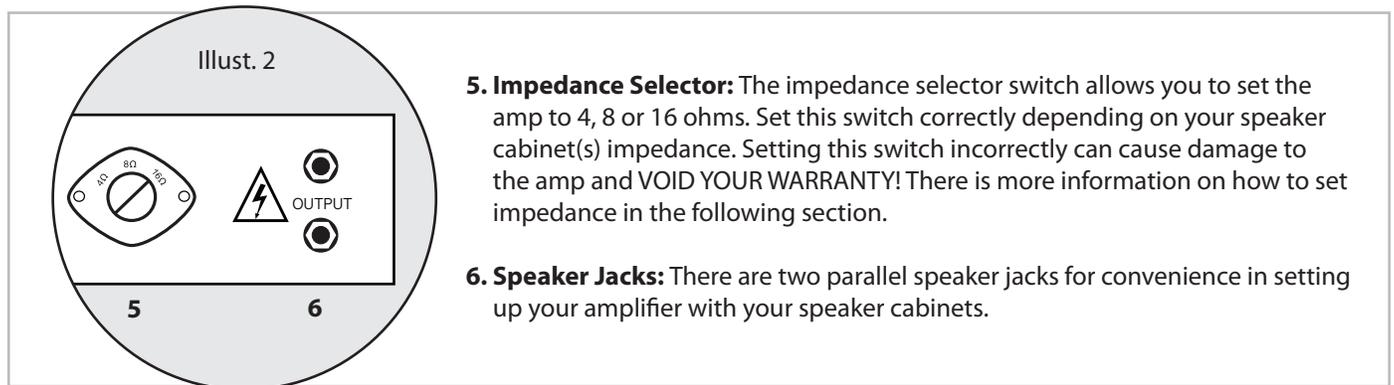 Illust. 2
8Ω
4Ω
16Ω
OUTPUT
5
6
5. Impedance Selector: The impedance selector switch allows you to set the
amp to 4, 8 or 16 ohms. Set this switch correctly depending on your speaker
cabinet(s) impedance. Setting this switch incorrectly can cause damage to
the amp and VOID YOUR WARRANTY! There is more information on how to set
impedance in the following section.
6. Speaker Jacks: There are two parallel speaker jacks for convenience in setting
up your amplifier with your speaker cabinets.